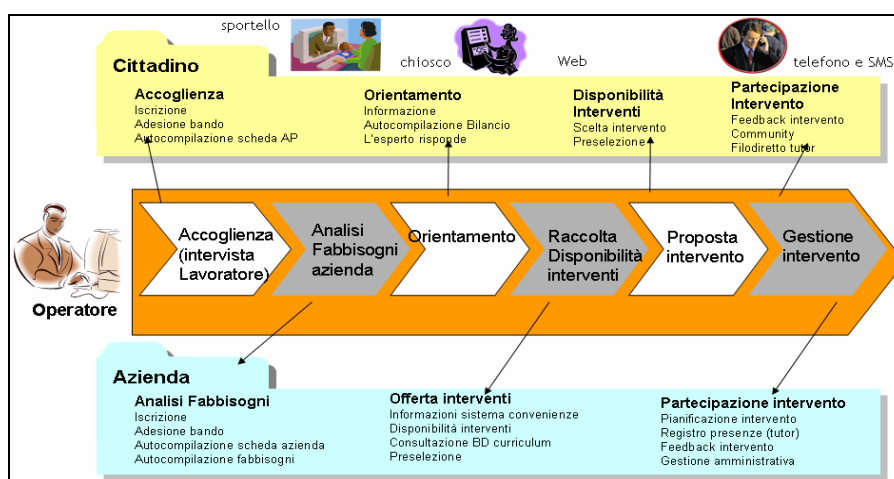 sportello
chiosco
Web
telefono e SMS
Cittadino
Accoglienza
Iscrizione
Adesione bando
Autocompilazione scheda AP
Orientamento
Informazione
Autocompilazione Bilancio
L'esperto risponde
Disponibilità
Interventi
Scelta intervento
Preselezione
Partecipazione
Intervento
Feedback intervento
Community
Filodiretto tutor
Operatore
Accoglienza
(intervista
Lavoratore)
Analisi
Fabbisogni
azienda
Orientamento
Raccolta
Disponibilità
interventi
Proposta
intervento
Gestione
intervento
Azienda
Analisi Fabbisogni
Iscrizione
Adesione bando
Autocompilazione scheda azienda
Autocompilazione fabbisogni
Offerta interventi
Informazioni sistema convenienze
Disponibilità interventi
Consultazione BD curriculum
Preselezione
Partecipazione intervento
Pianificazione intervento
Registro presenze (tutor)
Feedback intervento
Gestione amministrativa